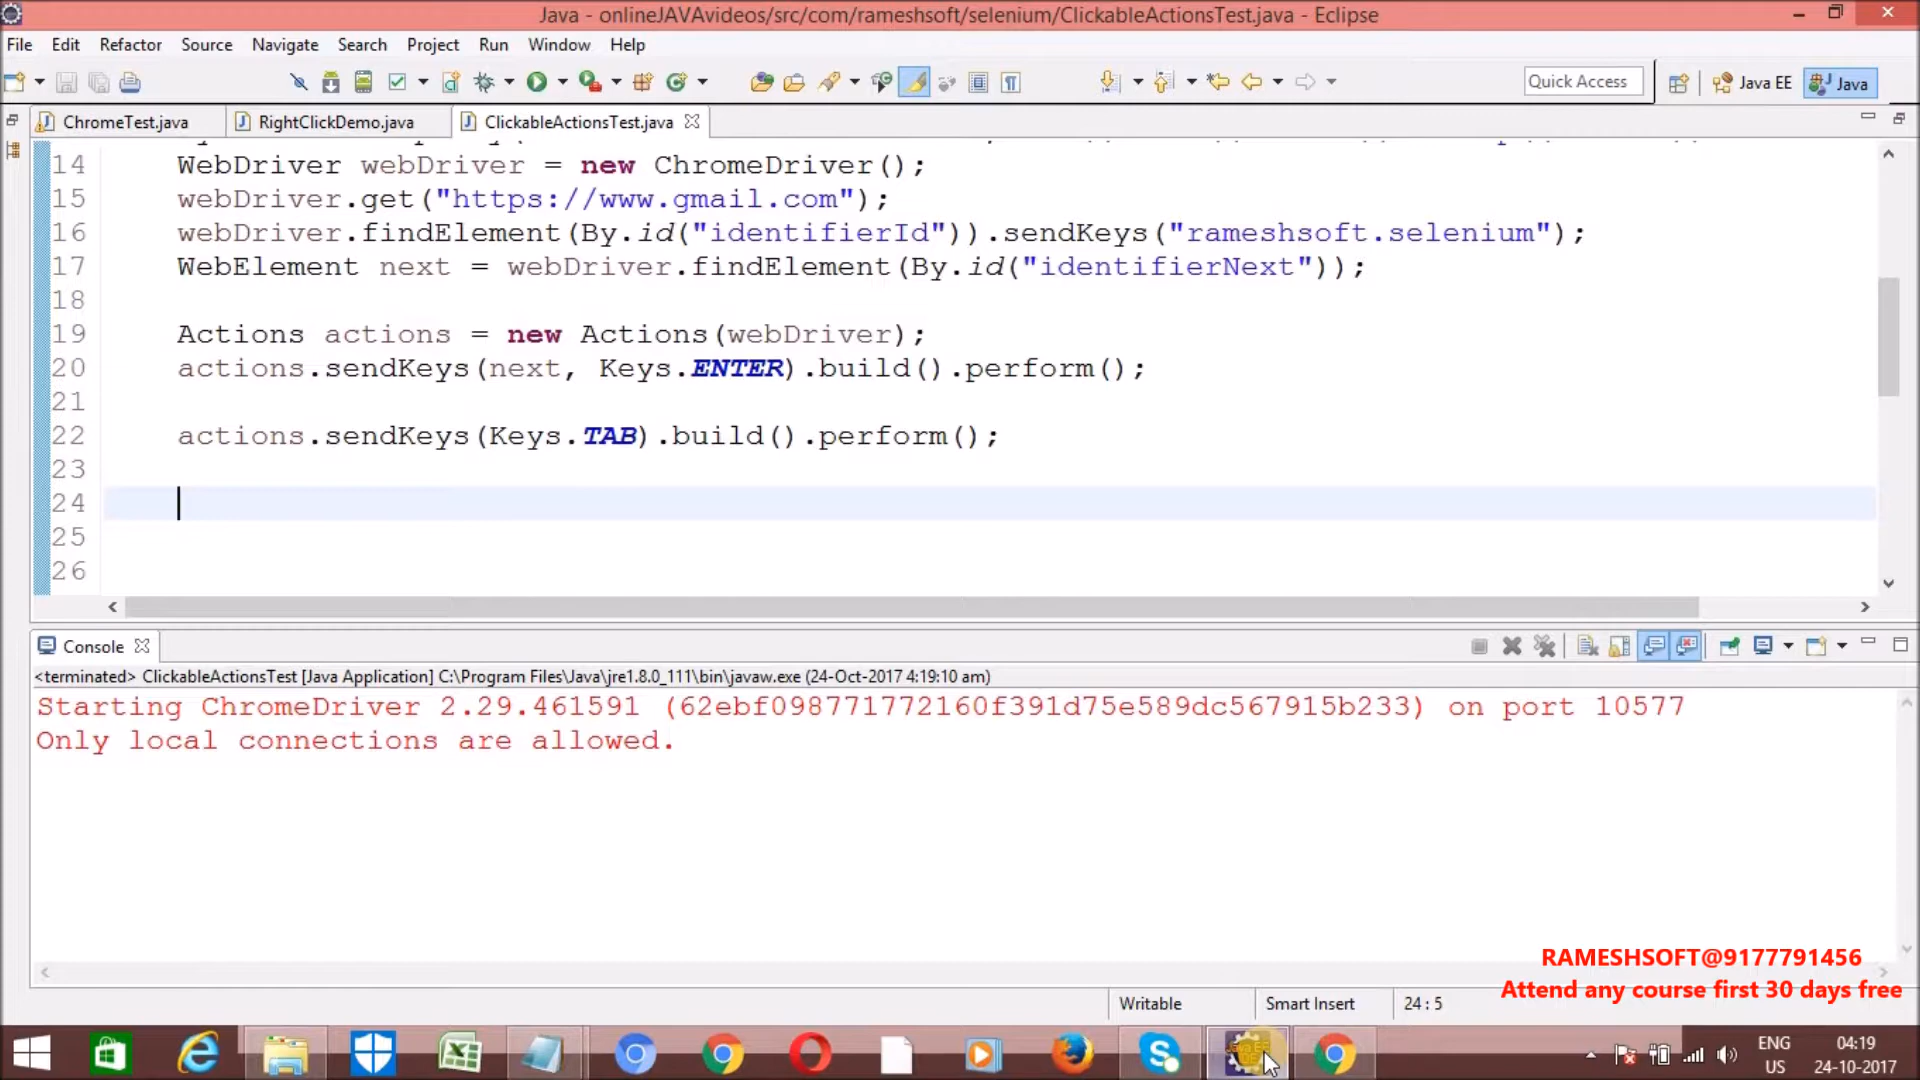 Java - onlineJAVAvideos/src/com/rameshsoft/selenium/ClickableActionsTest.java - Eclipse
File Edit Refactor Source Navigate Search Project Run Window Help
Quick Access Java EE Java
ChromeTest.java RightClickDemo.java ClickableActionsTest.java
14 WebDriver webDriver = new ChromeDriver();
15 webDriver.get("https://www.gmail.com");
16 webDriver.findElement(By.id("identifierId")).sendKeys("rameshsoft.selenium");
17 WebElement next = webDriver.findElement(By.id("identifierNext"));
18
19 Actions actions = new Actions(webDriver);
20 actions.sendKeys(next, Keys.ENTER).build().perform();
21
22 actions.sendKeys(Keys.TAB).build().perform();
23
24
25
26
Console
<terminated> ClickableActionsTest [Java Application] C:\Program Files\Java\jre1.8.0_111\bin\javaw.exe (24-Oct-2017 4:19:10 am)
Starting ChromeDriver 2.29.461591 (62ebf098771772160f391d75e589dc567915b233) on port 10577
Only local connections are allowed.
RAMESHSOFT@9177791456
Attend any course first 30 days free
Writable Smart Insert 24 : 5
ENG 04:19
US 24-10-2017